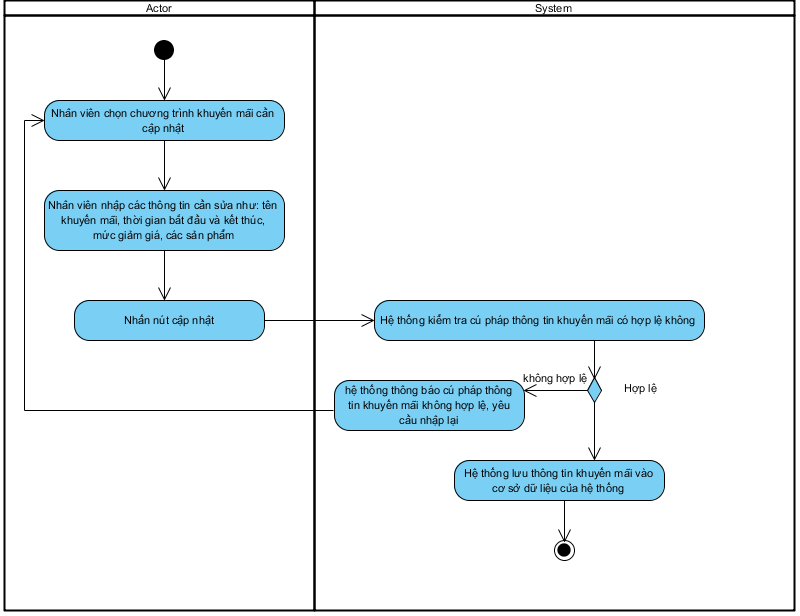 Actor
System
Nhân viên chọn chương trình khuyến mãi cần
cập nhật
Nhân viên nhập các thông tin cần sửa như: tên
khuyến mãi, thời gian bắt đầu và kết thúc,
mức giảm giá, các sản phẩm
Nhấn nút cập nhật
Hệ thống kiểm tra cú pháp thông tin khuyến mãi có hợp lệ không
không hợp lệ
Hợp lệ
hệ thống thông báo cú pháp thông
tin khuyến mãi không hợp lệ, yêu
cầu nhập lại
Hệ thống lưu thông tin khuyến mãi vào
cơ sở dữ liệu của hệ thống